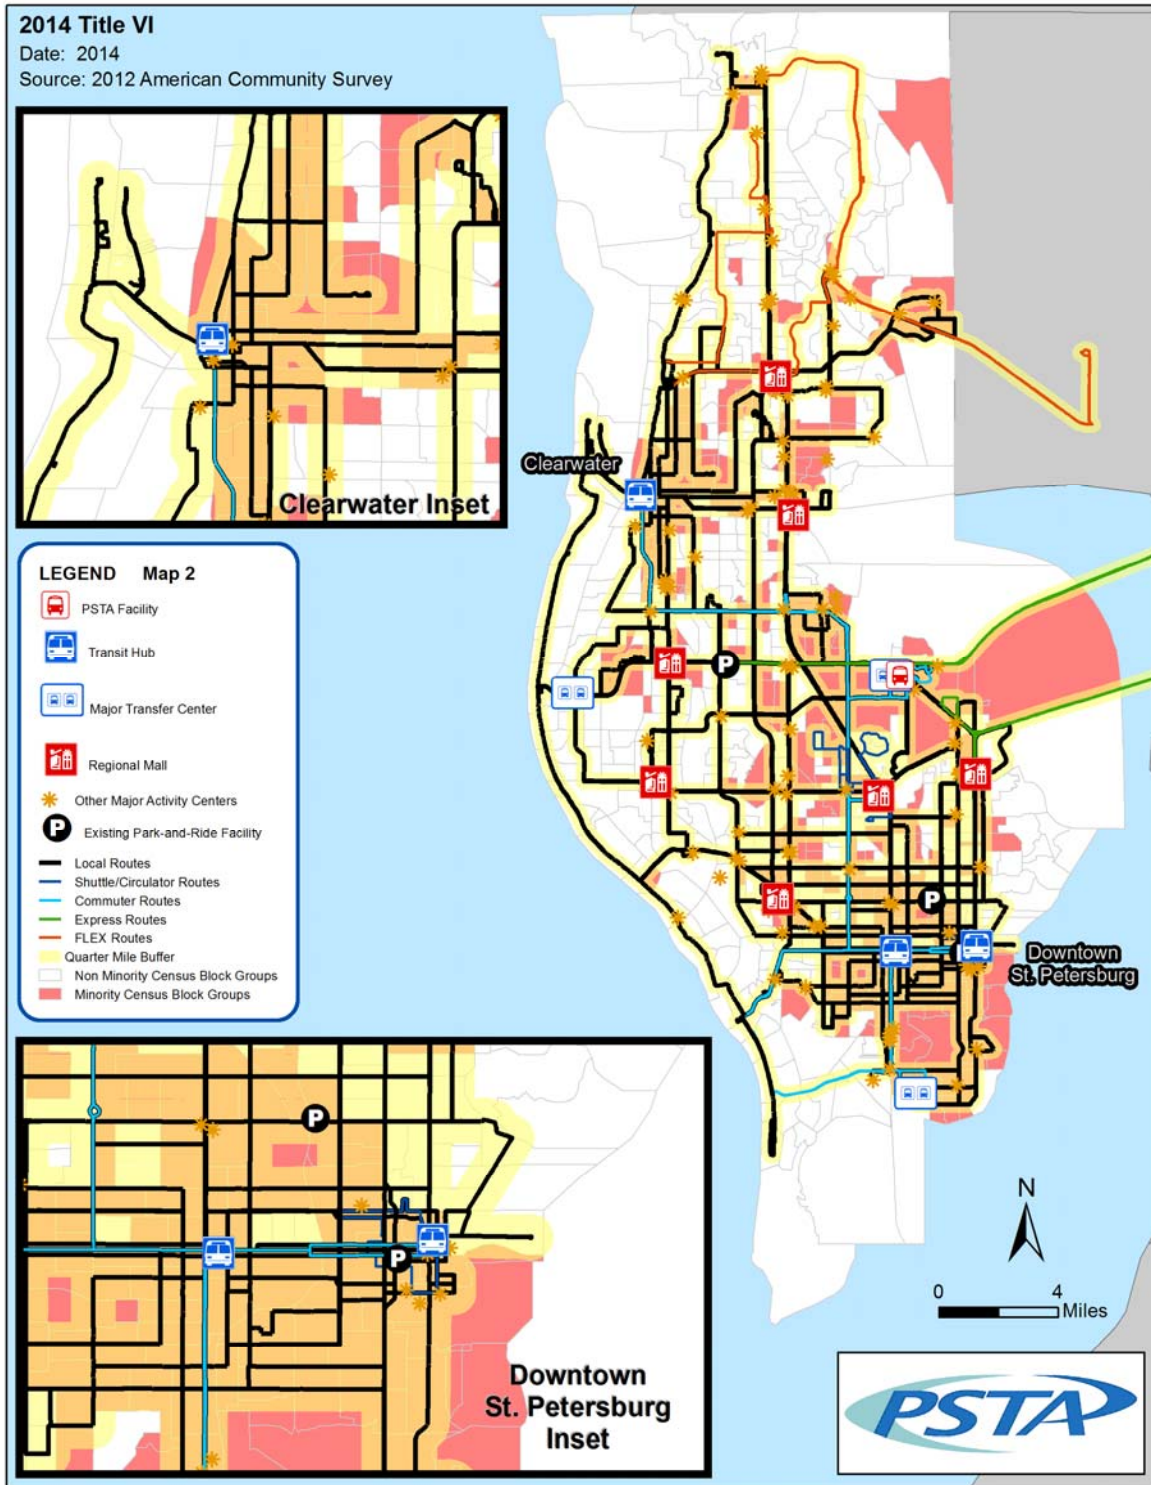 2014 Title VI
Date: 2014
Source: 2012 American Community Survey
Clearwater Inset
Clearwater
LEGEND Map 2
PSTA Facility
Transit Hub
Major Transfer Center
Regional Mall
Other Major Activity Centers
P Existing Park-and-Ride Facility
Local Routes
Shuttle/Circulator Routes
Commuter Routes
Express Routes
FLEX Routes
Quarter Mile Buffer
Non Minority Census Block Groups
Minority Census Block Groups
P
P
Downtown
St. Petersburg
P
P
Downtown
St. Petersburg
Inset
N
0 4
Miles
PSTA